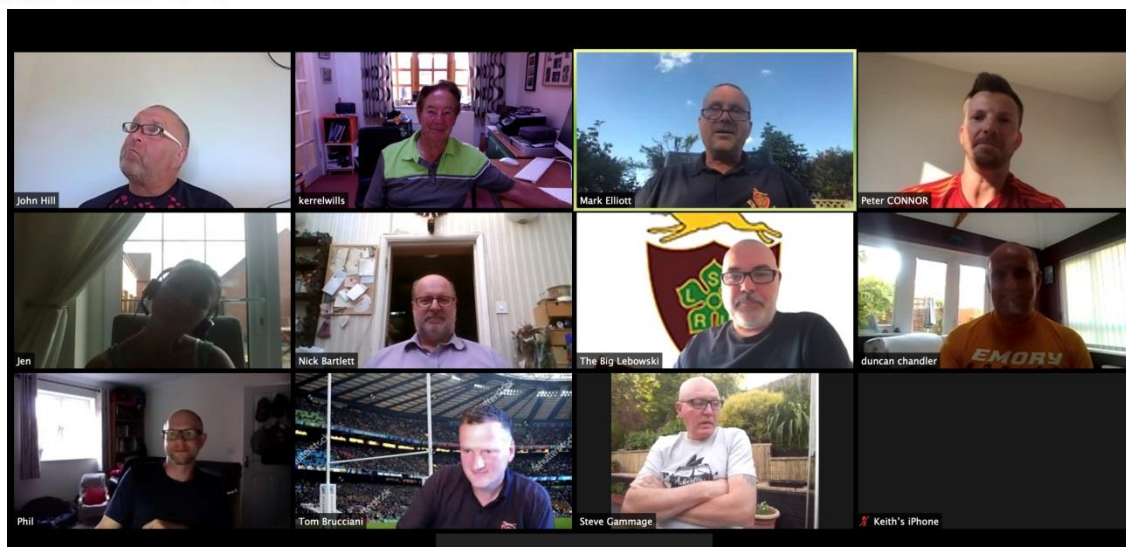 John Hill
kerrelwills
Mark Elliott
Peter CONNOR
Jen
Nick Bartlett
L S O R U
The Big Lebowski
EMORY
duncan chandler
Phil
shutterstock
Tom Brucciani
Steve Gammage
Keith's iPhone